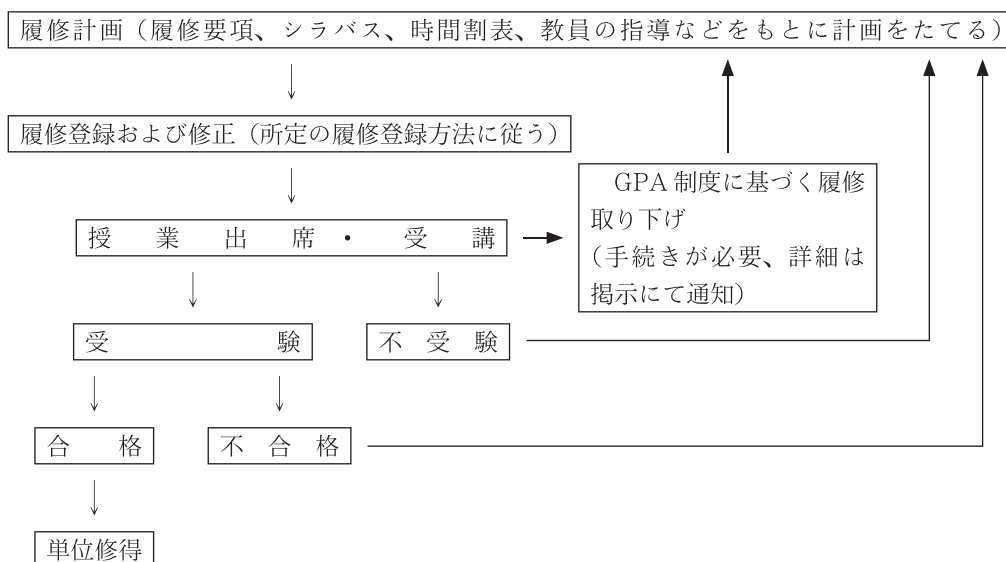 履修計画（履修要項、シラバス、時間割表、教員の指導などをもとに計画をたてる）
履修登録および修正（所定の履修登録方法に従う）
GPA 制度に基づく履修
取り下げ
（手続きが必要、詳細は
掲示にて通知）
授業出席・受講
受験
不受験
合格
不合格
単位修得